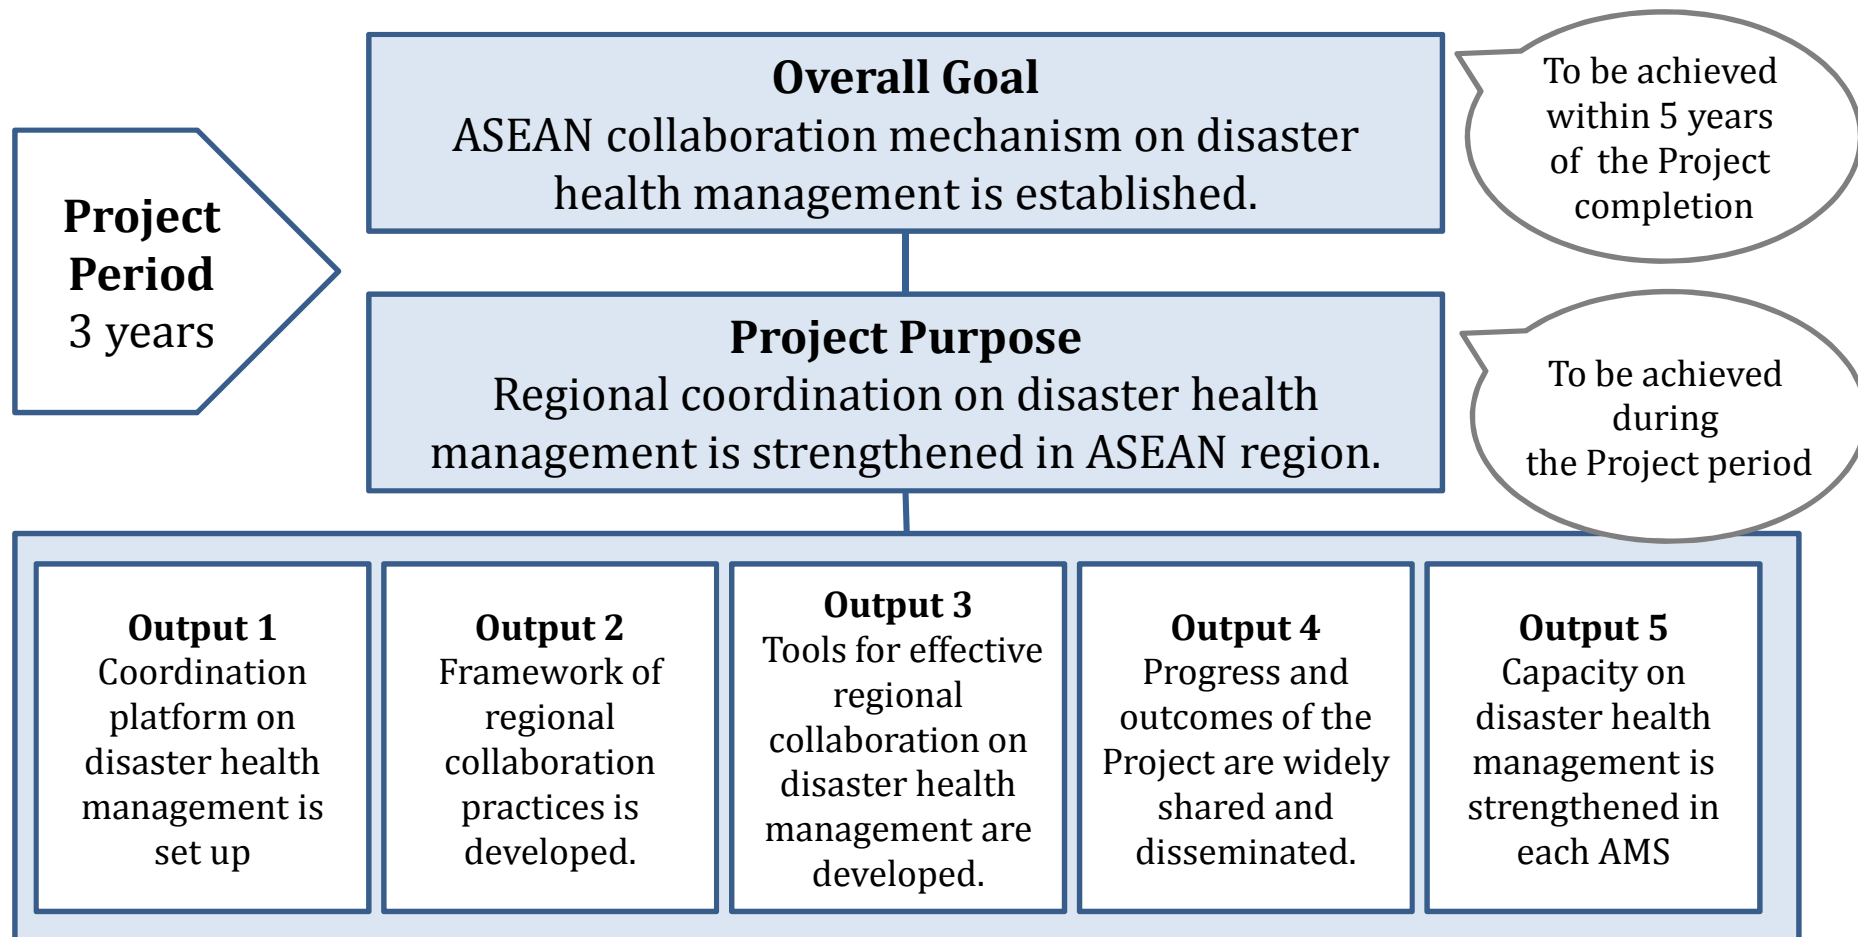 Project
Period
3 years
Overall Goal
ASEAN collaboration mechanism on disaster
health management is established.
To be achieved
within 5 years
of the Project
completion
Project Purpose
Regional coordination on disaster health
management is strengthened in ASEAN region.
To be achieved
during
the Project period
Output 1
Coordination
platform on
disaster health
management is
set up
Output 2
Framework of
regional
collaboration
practices is
developed.
Output 3
Tools for effective
regional
collaboration on
disaster health
management are
developed.
Output 4
Progress and
outcomes of the
Project are widely
shared and
disseminated.
Output 5
Capacity on
disaster health
management is
strengthened in
each AMS